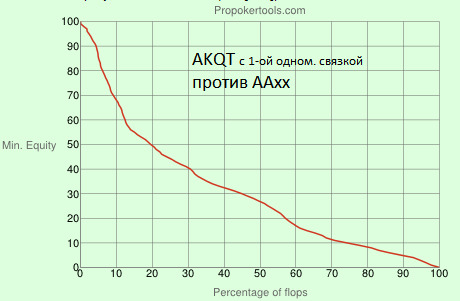 Propokertools.com
100
90
80
70
60
50
40
30
20
10
0
AKQT с 1-ой одном. связкой
против AAxx
Min. Equity
0 10 20 30 40 50 60 70 80 90 100
Percentage of flops